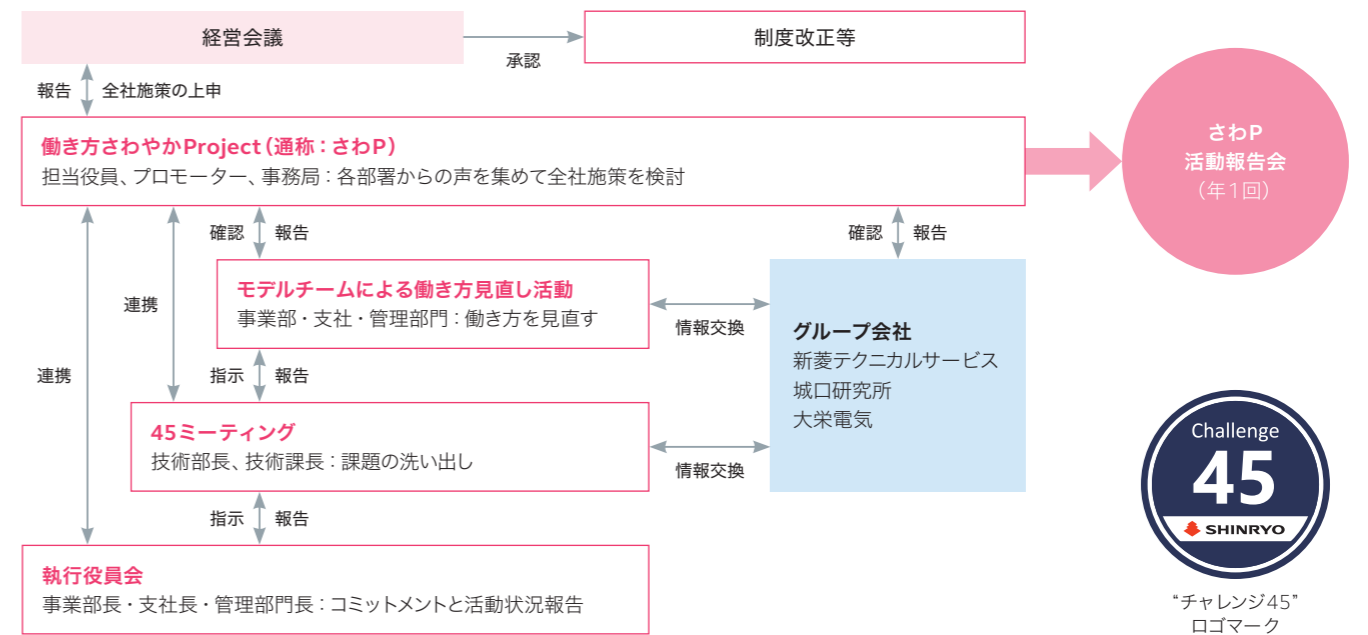 経営会議
承認
制度改正等
報告 全社施策の上申
働き方さわやかProject(通称:さわP)
担当役員、プロモーター、事務局:各部署からの声を集めて全社施策を検討
さわP
活動報告会
(年1回)
確認 報告
確認 報告
連携
連携
モデルチームによる働き方見直し活動
事業部・支社・管理部門:働き方を見直す
情報交換
グループ会社
新菱テクニカルサービス
城口研究所
大栄電気
指示 報告
45ミーティング
技術部長、技術課長:課題の洗い出し
情報交換
指示 報告
執行役員会
事業部長・支社長・管理部門長:コミットメントと活動状況報告
Challenge
45
SHINRYO
“チャレンジ45”
ロゴマーク